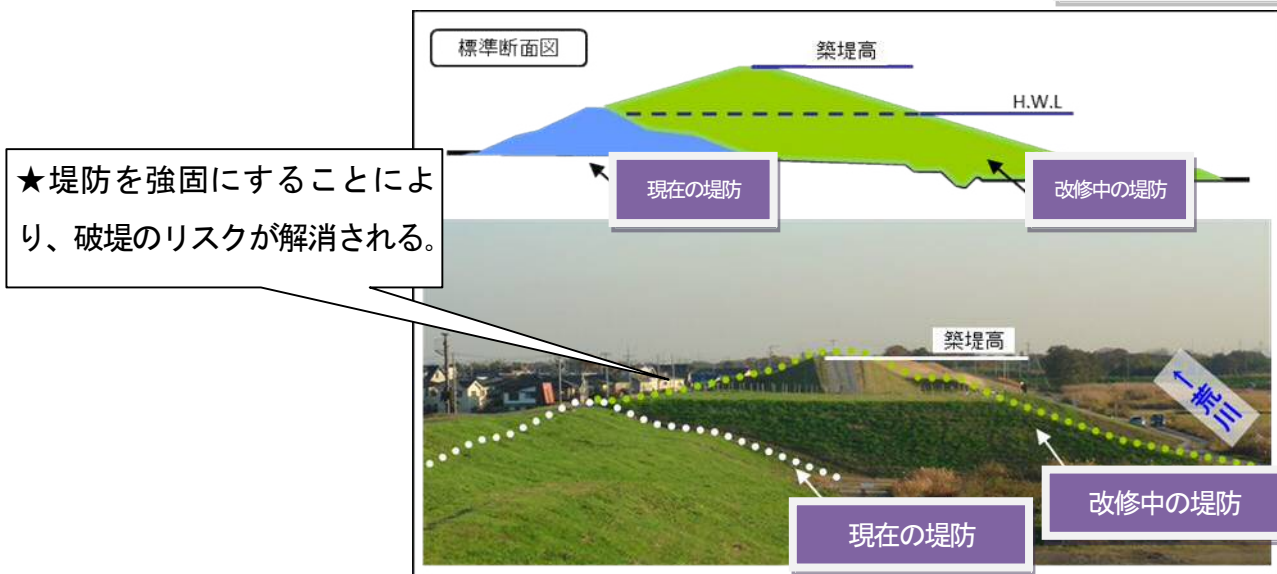 標準断面図
築堤高
H.W.L
現在の堤防
改修中の堤防
★堤防を強固にすることによ
り、破堤のリスクが解消される。
築堤高
↑荒川
改修中の堤防
現在の堤防